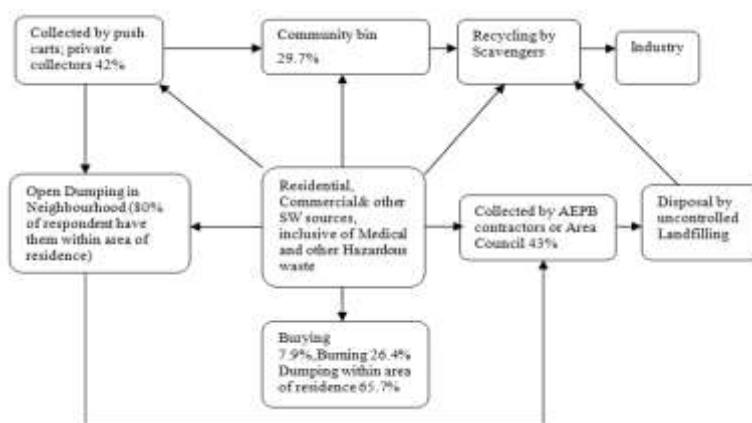 Collected by push
carts; private
collectors 42%
Community bin
29.7%
Recycling by
Scavengers
Industry
Open Dumping in
Neighbourhood (80%
of respondent have
them within area of
residence)
Residential,
Commercial& other
SW sources,
inclusive of Medical
and other Hazardous
waste
Collected by AEPB
contractors or Area
Council 43%
Disposal by
uncontrolled
Landfilling
Burying
7.9%,Burning 26.4%
Dumping within area
of residence 65.7%